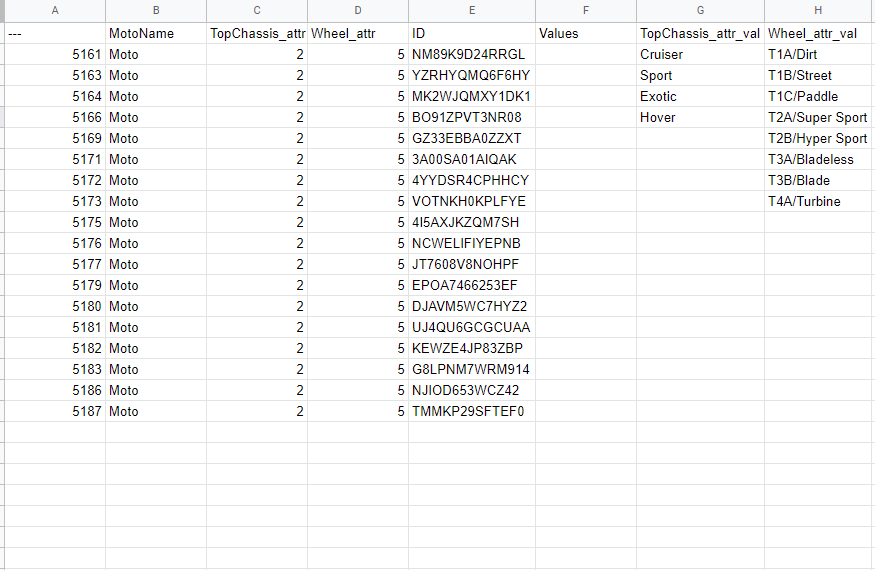 A B C D E F G H
--- MotoName TopChassis_attr Wheel_attr ID Values TopChassis_attr_val Wheel_attr_val
5161 Moto 2 5 NM89K9D24RRGL Cruiser T1A/Dirt
5163 Moto 2 5 YZRHYQMQ6F6HY Sport T1B/Street
5164 Moto 2 5 MK2WJQMXY1DK1 Exotic T1C/Paddle
5166 Moto 2 5 BO91ZPVT3NR08 Hover T2A/Super Sport
5169 Moto 2 5 GZ33EBBA0ZZXT T2B/Hyper Sport
5171 Moto 2 5 3A00SA01AIQAK T3A/Bladeless
5172 Moto 2 5 4YYDSR4CPHHCY T3B/Blade
5173 Moto 2 5 VOTNKH0KPLFYE T4A/Turbine
5175 Moto 2 5 4I5AXJKZQM7SH
5176 Moto 2 5 NCWELIFIYEPNB
5177 Moto 2 5 JT7608V8NOHPF
5179 Moto 2 5 EPOA7466253EF
5180 Moto 2 5 DJAVM5WC7HYZ2
5181 Moto 2 5 UJ4QU6GCGCUAA
5182 Moto 2 5 KEWZE4JP83ZBP
5183 Moto 2 5 G8LPNM7WRM914
5186 Moto 2 5 NJIOD653WCZ42
5187 Moto 2 5 TMMKP29SFTEF0